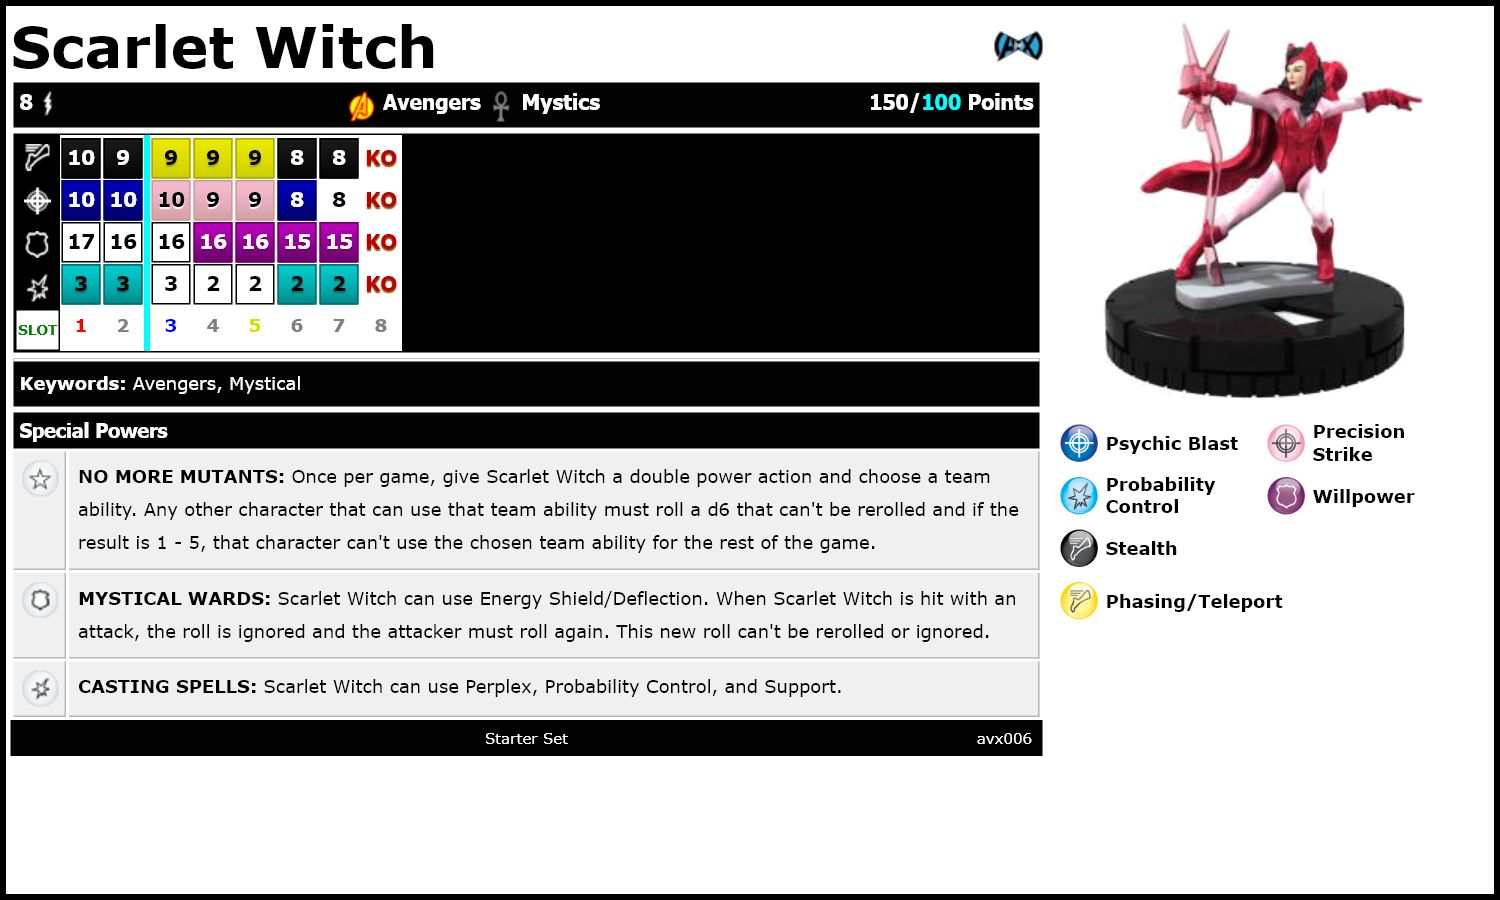 Scarlet Witch
AvX
8 Avengers Mystics 150/100 Points
10 9 9 9 9 8 8 KO
10 10 10 9 9 8 8 KO
17 16 16 16 16 15 15 KO
3 3 3 2 2 2 2 KO
SLOT 1 2 3 4 5 6 7 8
Keywords: Avengers, Mystical
Special Powers
NO MORE MUTANTS: Once per game, give Scarlet Witch a double power action and choose a team
ability. Any other character that can use that team ability must roll a d6 that can't be rerolled and if the
result is 1 - 5, that character can't use the chosen team ability for the rest of the game.
MYSTICAL WARDS: Scarlet Witch can use Energy Shield/Deflection. When Scarlet Witch is hit with an
attack, the roll is ignored and the attacker must roll again. This new roll can't be rerolled or ignored.
CASTING SPELLS: Scarlet Witch can use Perplex, Probability Control, and Support.
Starter Set avx006
Psychic Blast
Precision
Strike
Probability
Control
Willpower
Stealth
Phasing/Teleport